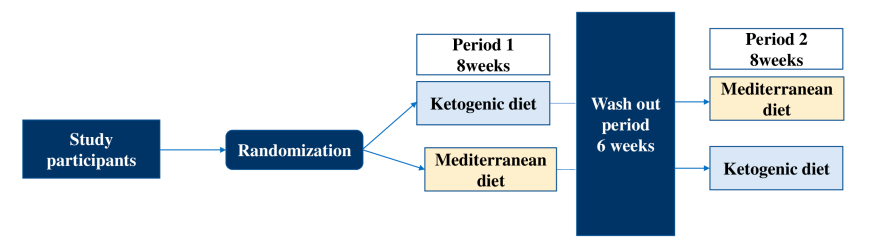 Study
participants
Randomization
Period 1
8weeks
Ketogenic diet
Mediterranean
diet
Wash out
period
6 weeks
Period 2
8weeks
Mediterranean
diet
Ketogenic diet